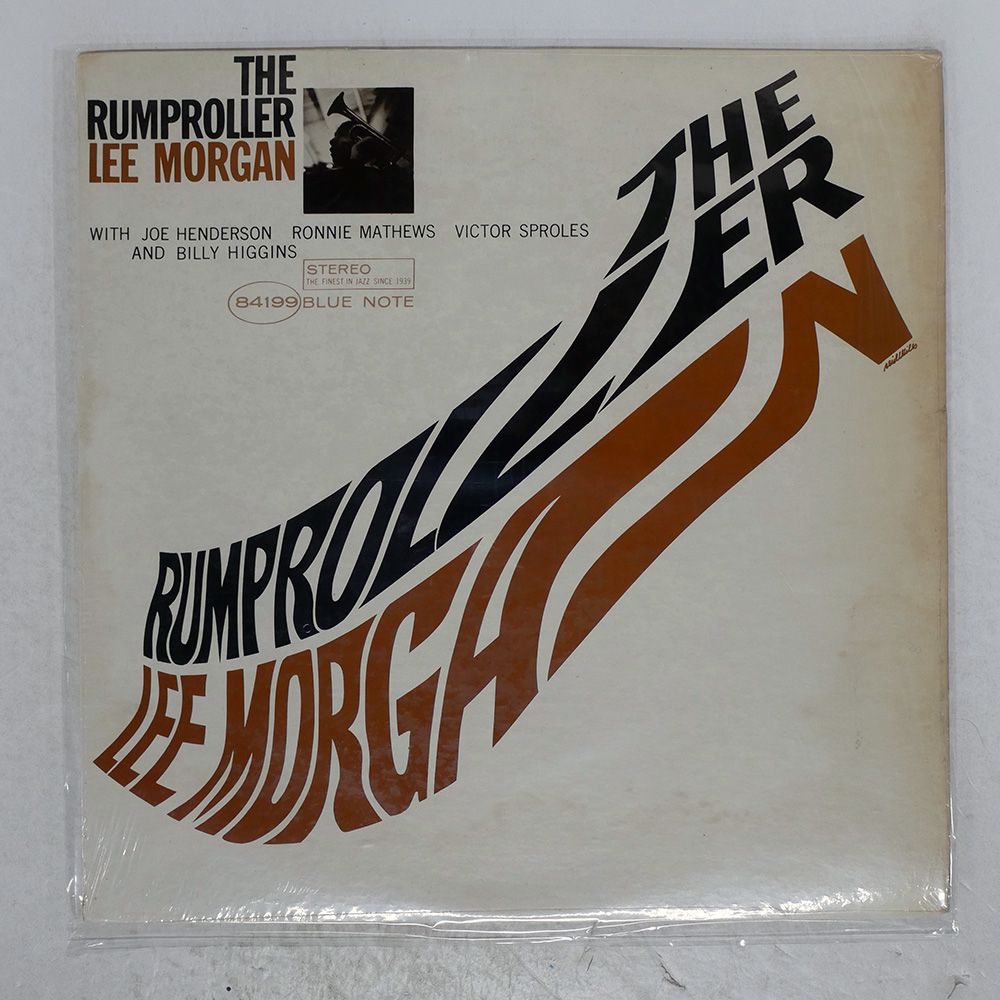 THE
RUMPROLLER
LEE MORGAN
WITH JOE HENDERSON RONNIE MATHEWS VICTOR SPROLES
AND BILLY HIGGINS
STEREO
THE FINEST IN JAZZ SINCE 1939
84199 BLUE NOTE
THE
RUMPROLLER
LEE MORGAN